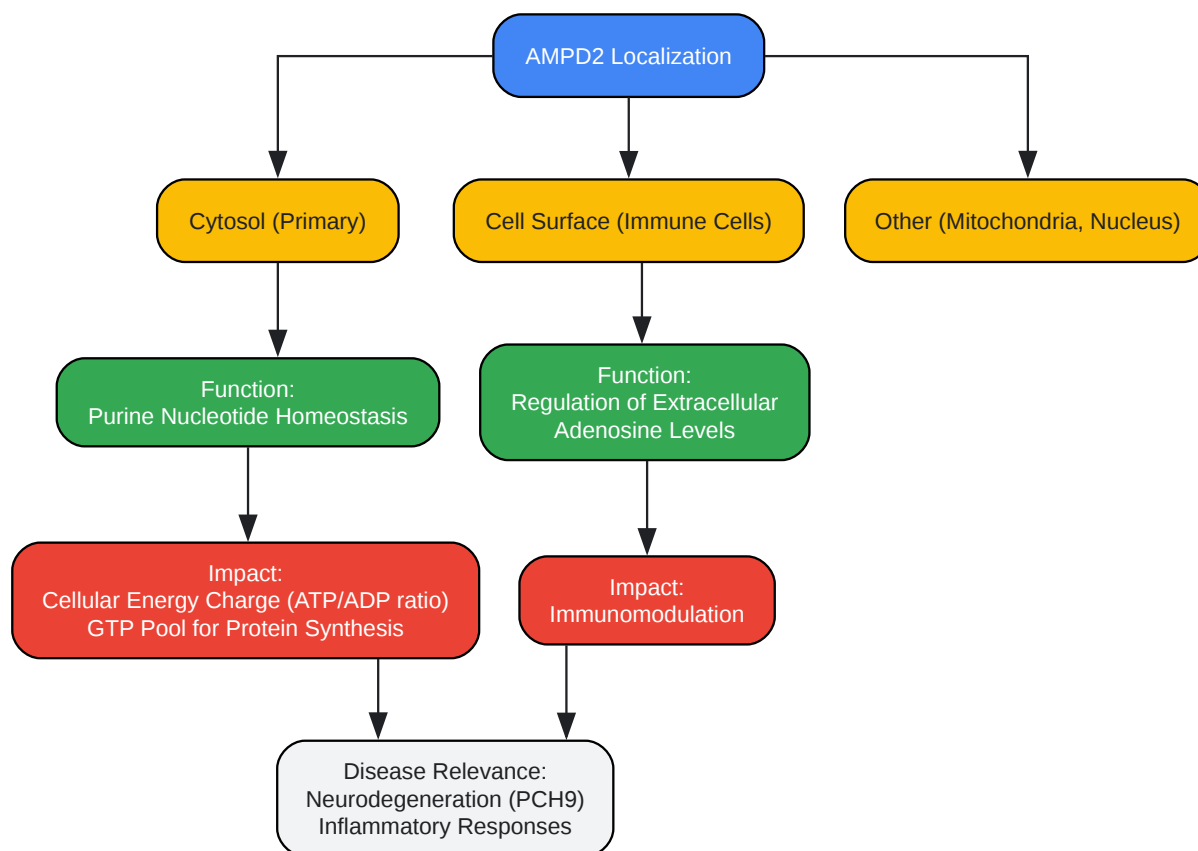 AMPD2 Localization
Cytosol (Primary)
Cell Surface (Immune Cells)
Other (Mitochondria, Nucleus)
Function:
Purine Nucleotide Homeostasis
Function:
Regulation of Extracellular
Adenosine Levels
Impact:
Cellular Energy Charge (ATP/ADP ratio)
GTP Pool for Protein Synthesis
Impact:
Immunomodulation
Disease Relevance:
Neurodegeneration (PCH9)
Inflammatory Responses